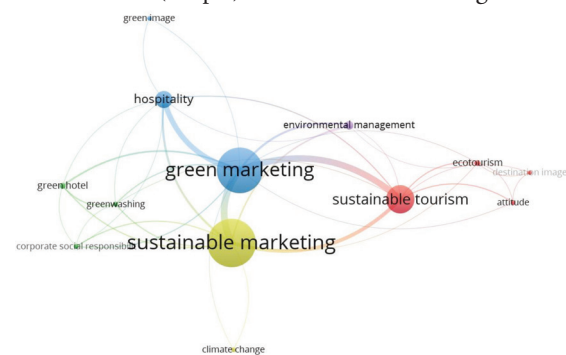 green image
hospitality
environmental management
green marketing
ecotourism
destination image
green hotel
sustainable tourism
greenwashing
attitude
corporate social responsible
sustainable marketing
climate change